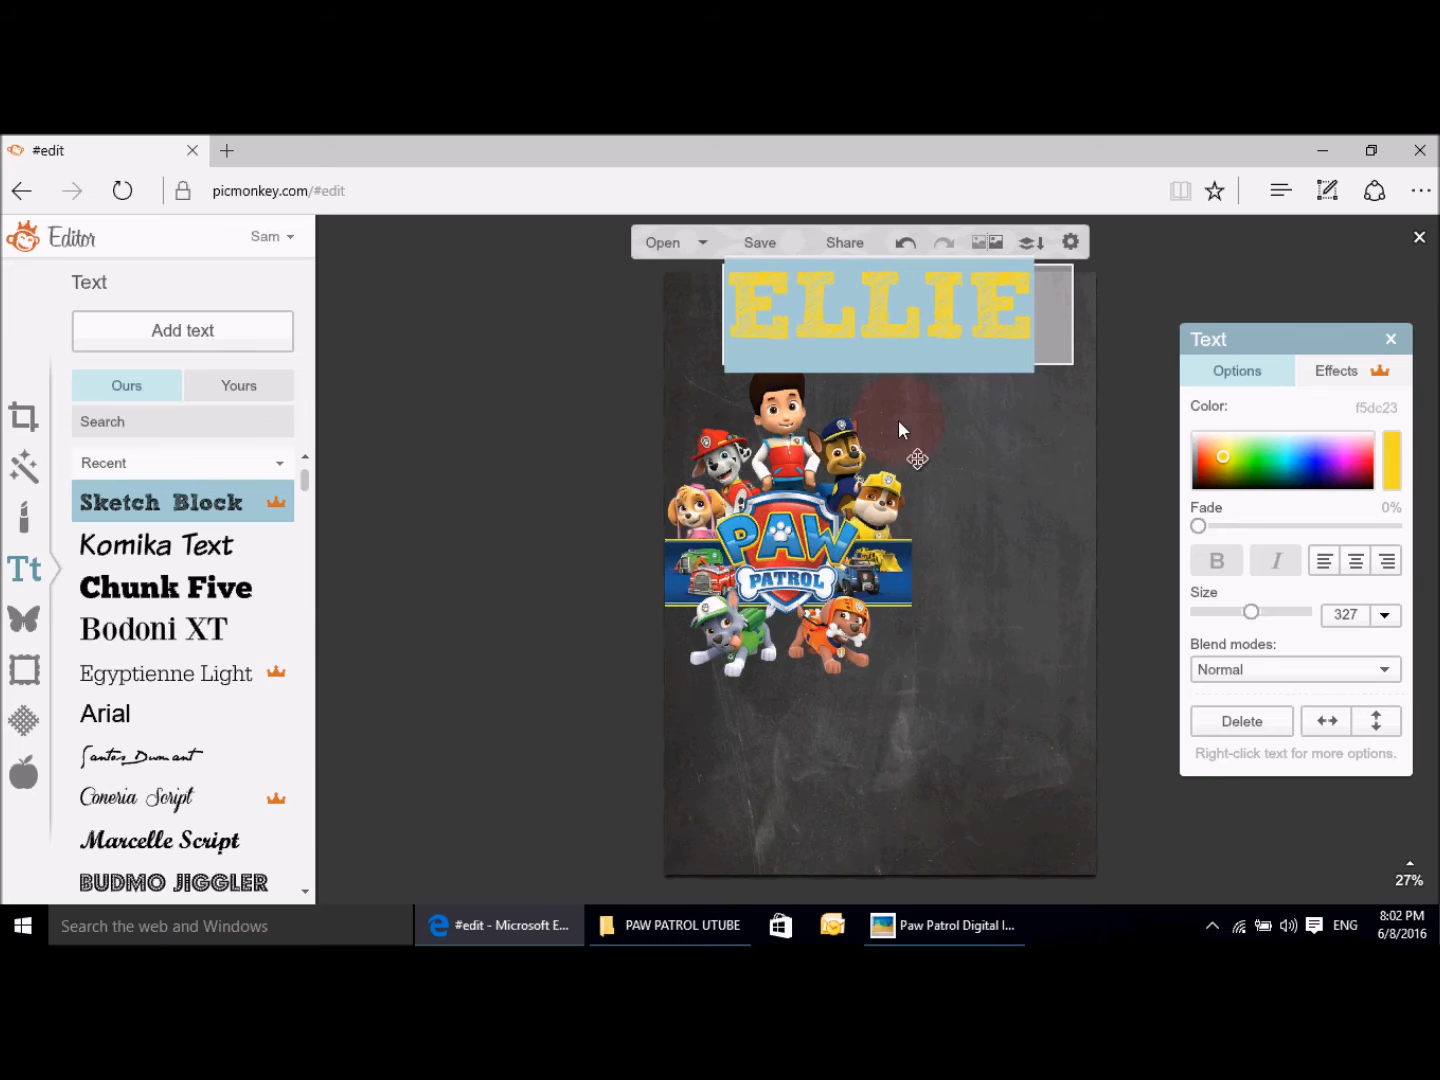 #edit
picmonkey.com/#edit
Editor
Sam
Open
Save
Share
Text
Add text
Ours
Yours
Search
Recent
Sketch Block
Komika Text
Chunk Five
Bodoni XT
Egyptienne Light
Arial
Santos Dumont
Coneria Script
Marcelle Script
BUDMO JIGGLER
Tt
ELLIE
PAW
PATROL
Text
Options
Effects
Color:
f5dc23
Fade
0%
B
I
Size
327
Blend modes:
Normal
Delete
Right-click text for more options.
27%
Search the web and Windows
#edit - Microsoft E...
PAW PATROL UTUBE
Paw Patrol Digital I...
ENG
8:02 PM
6/8/2016